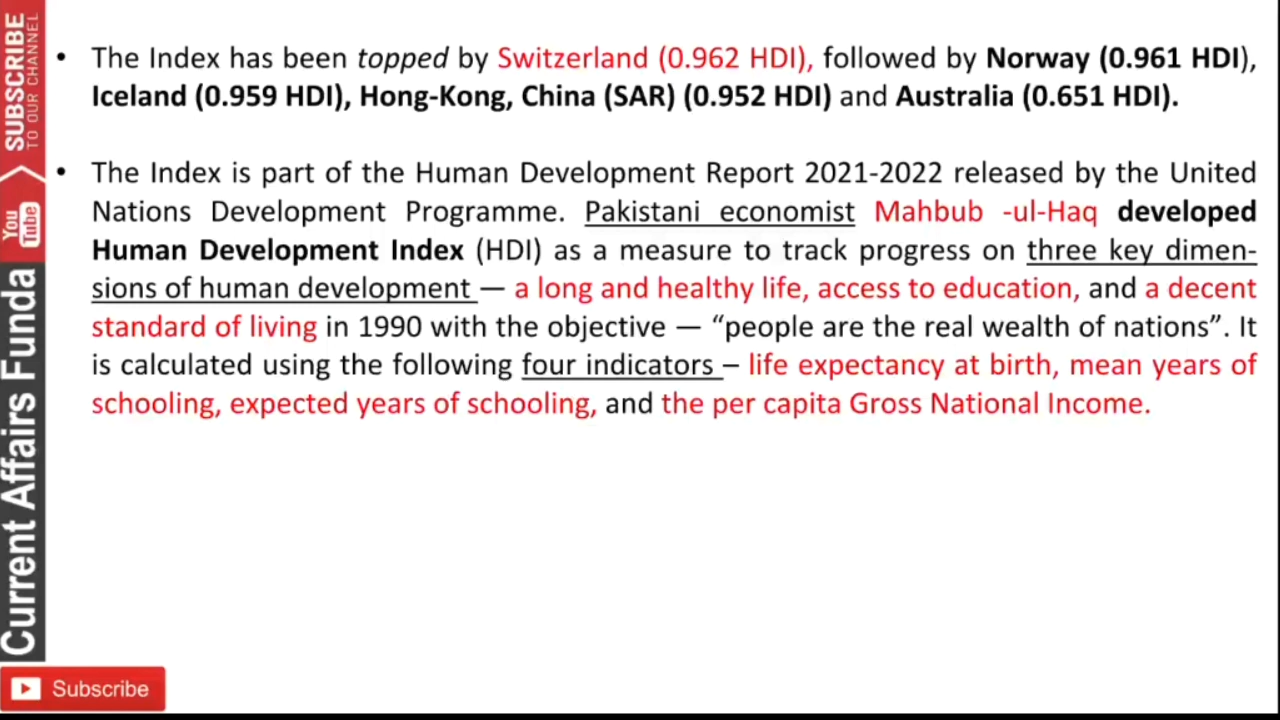 • The Index has been topped by Switzerland (0.962 HDI), followed by Norway (0.961 HDI),
Iceland (0.959 HDI), Hong-Kong, China (SAR) (0.952 HDI) and Australia (0.651 HDI).
• The Index is part of the Human Development Report 2021-2022 released by the United
Nations Development Programme. Pakistani economist Mahbub -ul-Haq developed
Human Development Index (HDI) as a measure to track progress on three key dimen-
sions of human development — a long and healthy life, access to education, and a decent
standard of living in 1990 with the objective — “people are the real wealth of nations”. It
is calculated using the following four indicators – life expectancy at birth, mean years of
schooling, expected years of schooling, and the per capita Gross National Income.
SUBSCRIBE
TO OUR CHANNEL
You Tube
Current Affairs Funda
Subscribe